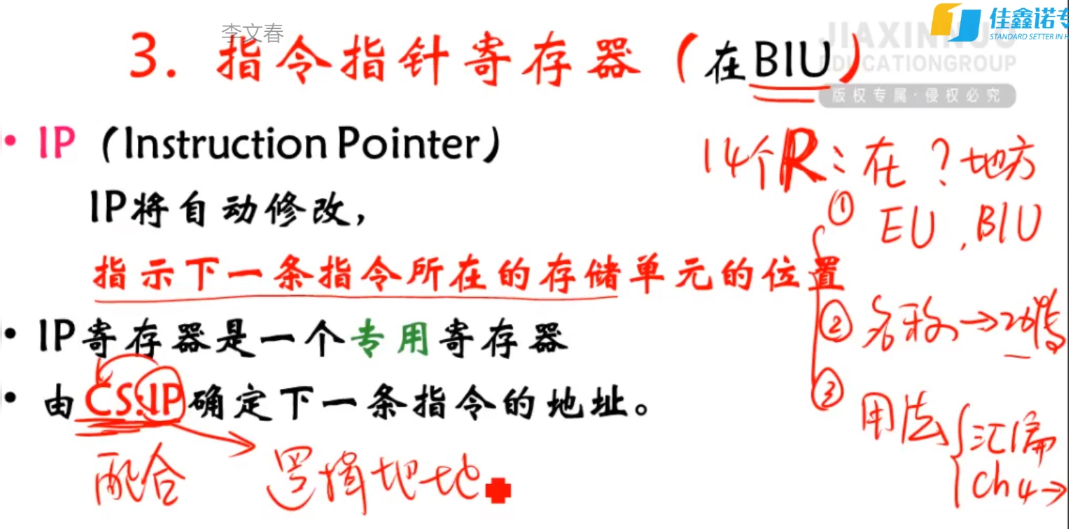 李文春
佳鑫诺专
STANDARD SETTER IN H
JIAXINNUO
EDUCATIONGROUP
版权专属·侵权必究
3. 指令指针寄存器（在BIU）
• IP（Instruction Pointer）
IP将自动修改，
指示下一条指令所在的存储单元的位置
• IP寄存器是一个专用寄存器
• 由CS:IP确定下一条指令的地址。
配合 逻辑地址
14个R：在？地方
① EU，BIU
② 名称→
③ 用法 { 汇编
Ch4→